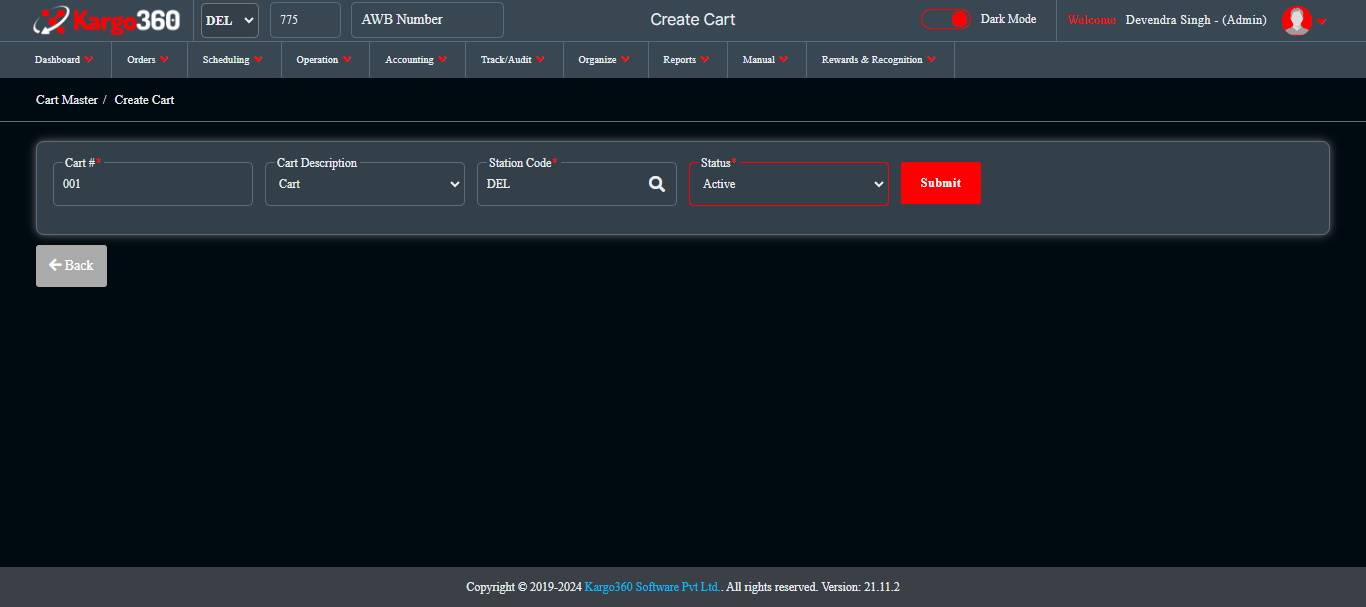 Kargo360 DEL 775 AWB Number Create Cart Dark Mode Welcome Devendra Singh - (Admin)
Dashboard Orders Scheduling Operation Accounting Track/Audit Organize Reports Manual Rewards & Recognition
Cart Master / Create Cart
Cart #* Cart Description Station Code* Status*
001 Cart DEL Active Submit
Back
Copyright © 2019-2024 Kargo360 Software Pvt Ltd.. All rights reserved. Version: 21.11.2